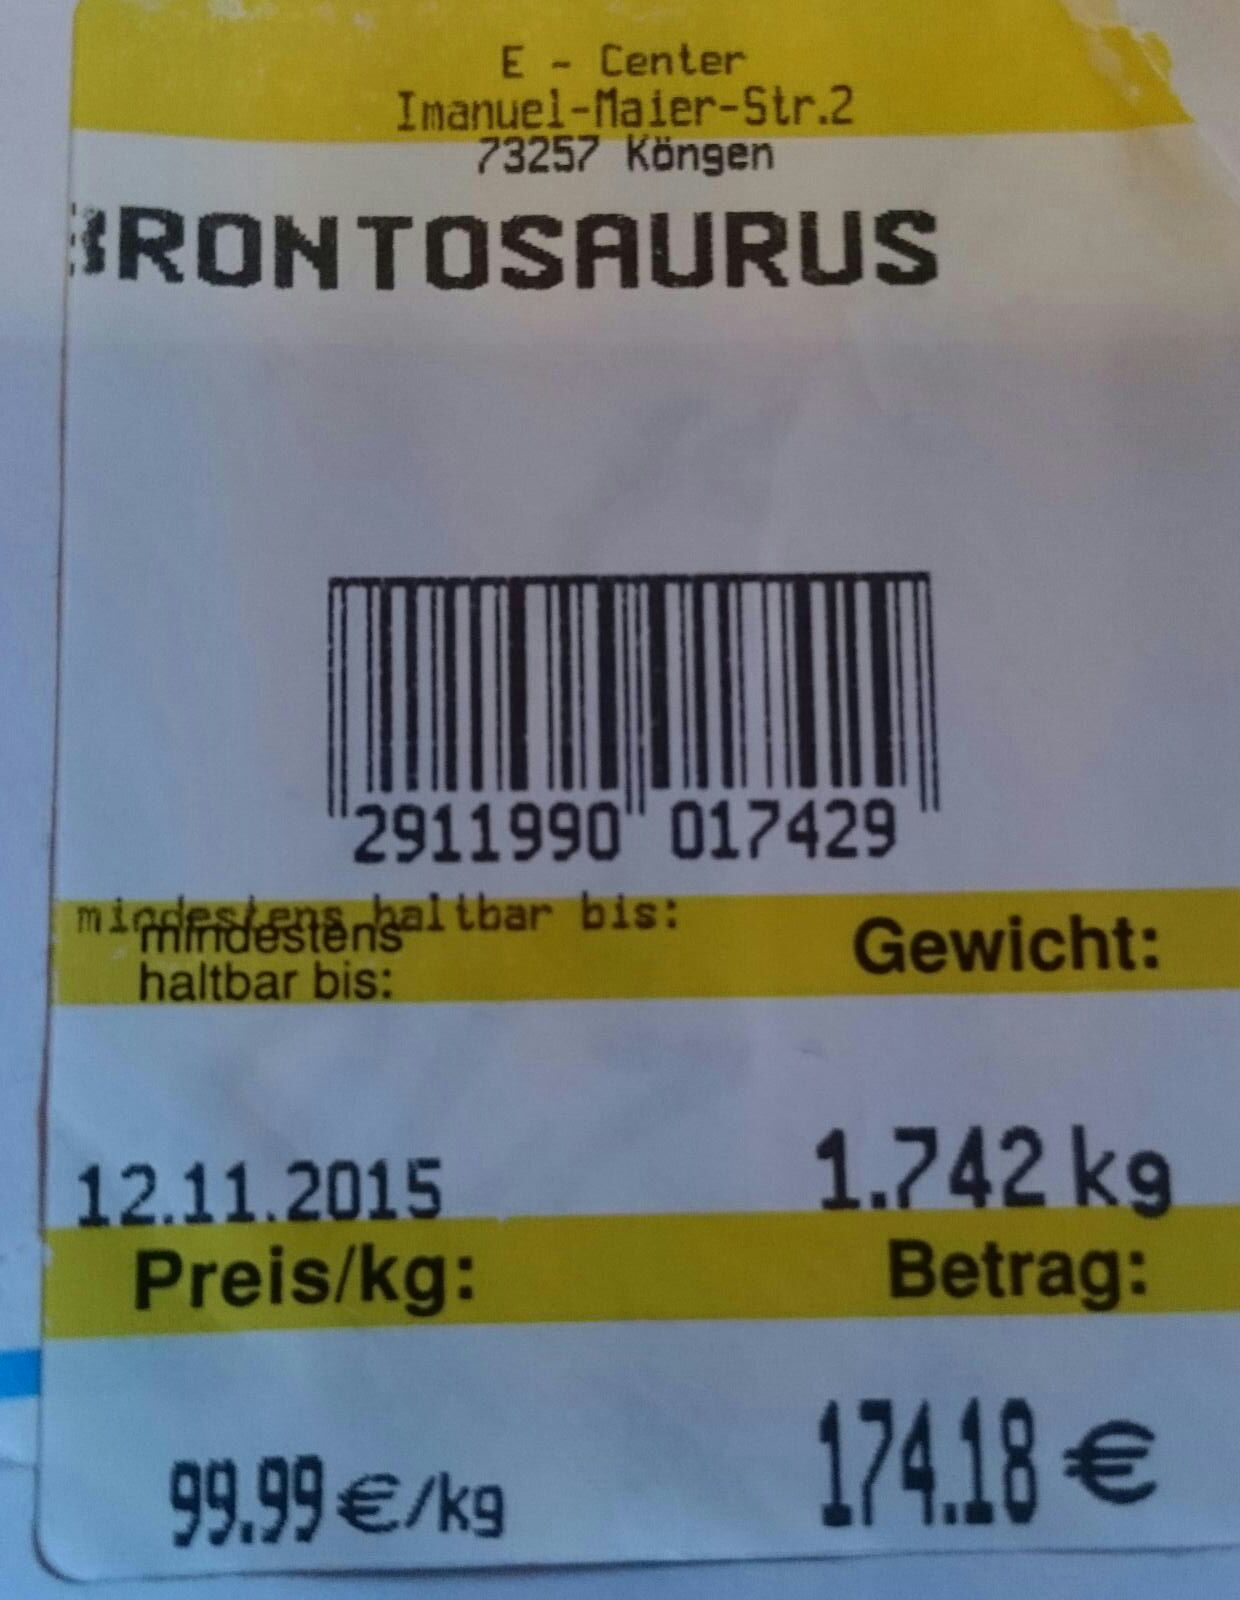 E - Center
Imanuel-Maier-Str.2
73257 Köngen
BRONTOSAURUS
2911990 017429
mindestens haltbar bis:
mindestens
haltbar bis:
Gewicht:
12.11.2015
1.742 kg
Preis/kg:
Betrag:
99.99 €/kg
174.18 €